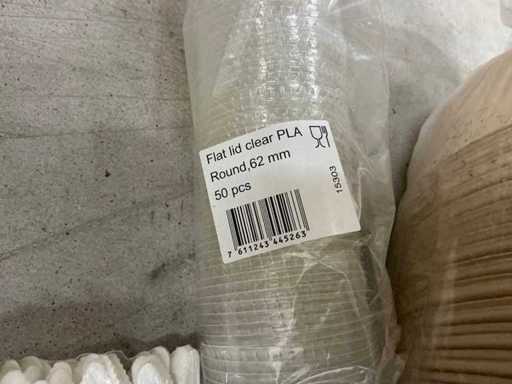 Flat lid clear PLA
Round,62 mm
50 pcs
15303
7 611243 445263